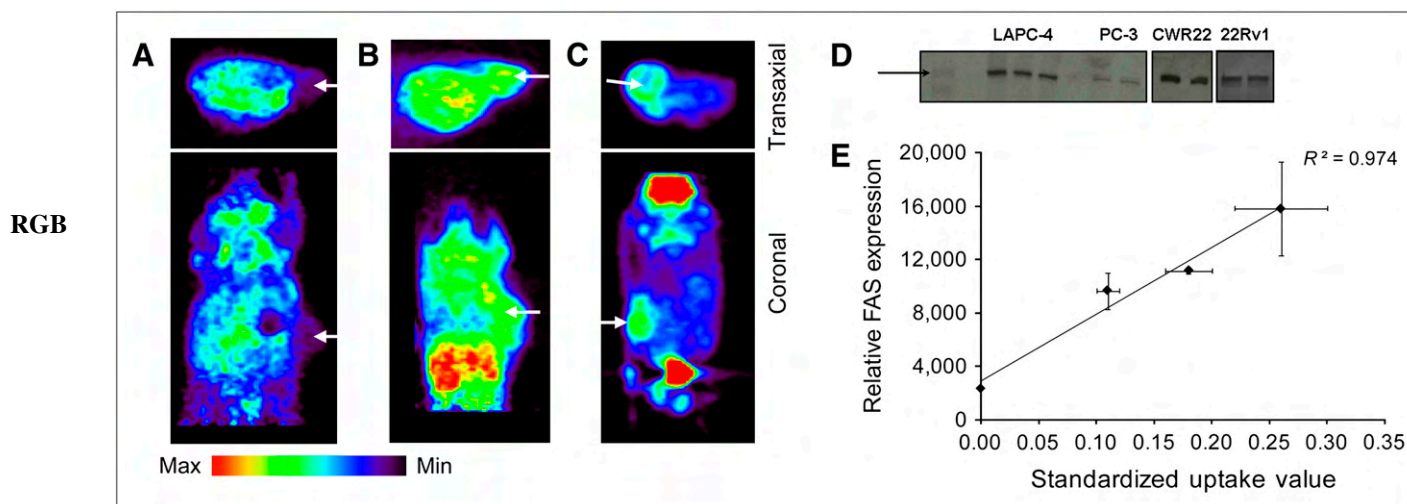 RGB
A
B
C
Transaxial
Coronal
Max
Min
D
LAPC-4 PC-3 CWR22 22Rv1
E
R² = 0.974
Relative FAS expression
20,000
16,000
12,000
8,000
4,000
0
0.00 0.05 0.10 0.15 0.20 0.25 0.30 0.35
Standardized uptake value